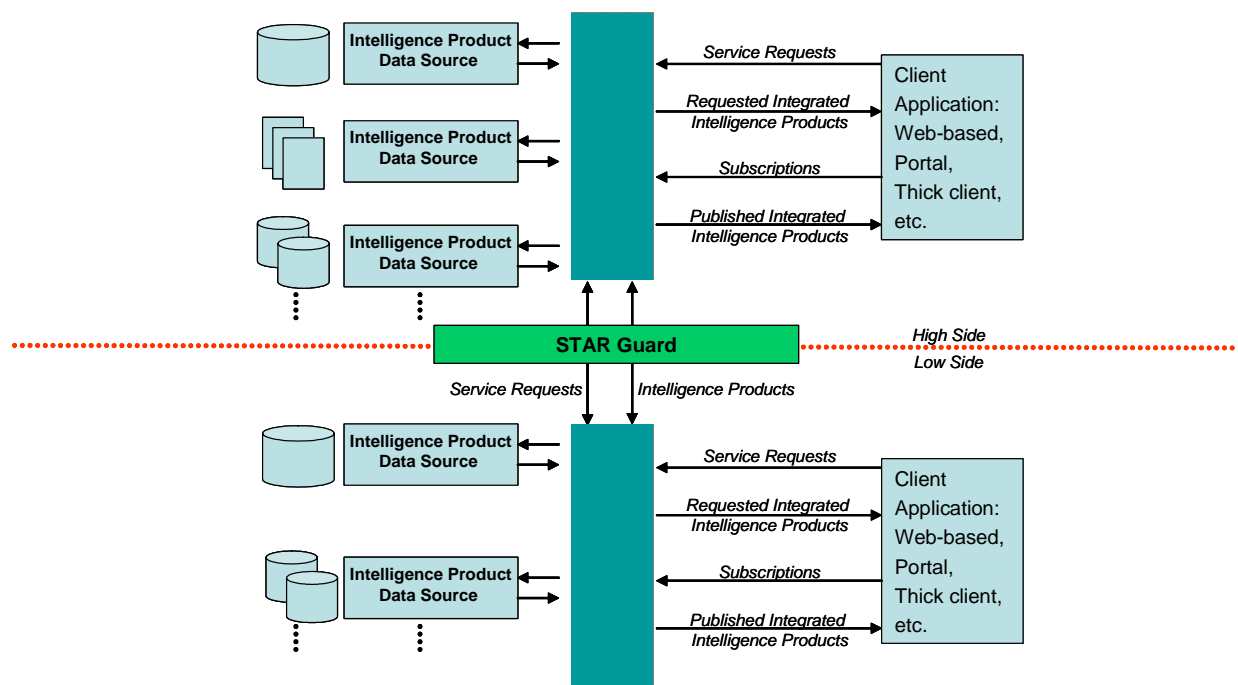 Intelligence Product
Data Source
Service Requests
Client
Application:
Web-based,
Portal,
Thick client,
etc.
Requested Integrated
Intelligence Products
Intelligence Product
Data Source
Subscriptions
Published Integrated
Intelligence Products
Intelligence Product
Data Source
STAR Guard
High Side
Low Side
Service Requests
Intelligence Products
Intelligence Product
Data Source
Service Requests
Client
Application:
Web-based,
Portal,
Thick client,
etc.
Requested Integrated
Intelligence Products
Intelligence Product
Data Source
Subscriptions
Published Integrated
Intelligence Products